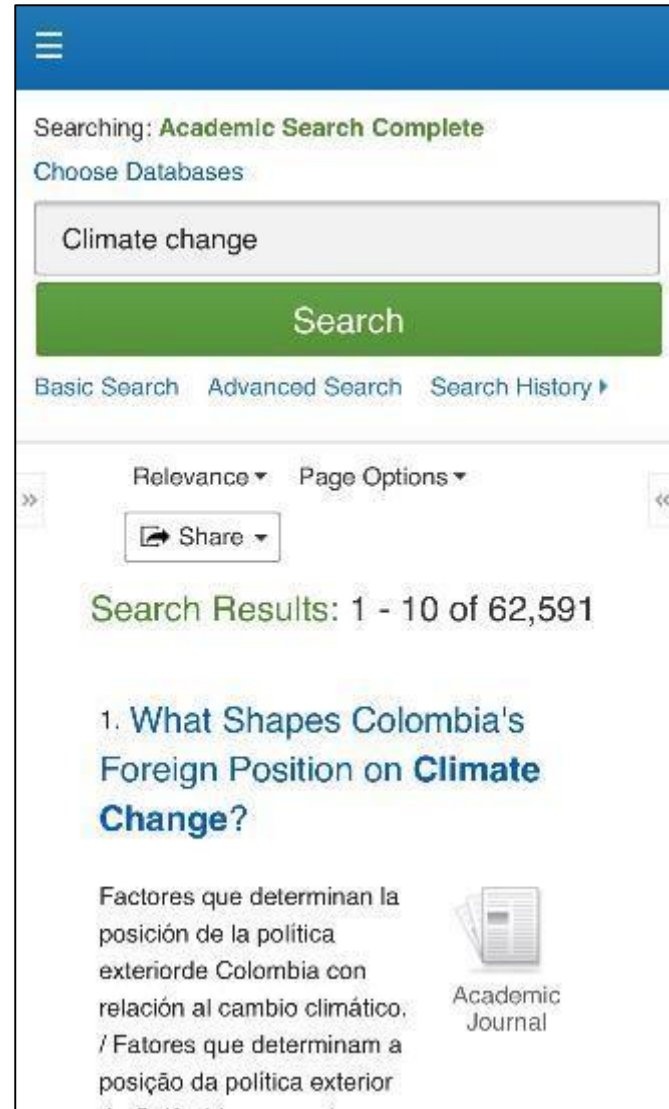 Searching: Academic Search Complete
Choose Databases
Climate change
Search
Basic Search Advanced Search Search History
Relevance Page Options
Share
Search Results: 1 - 10 of 62,591
1. What Shapes Colombia's
Foreign Position on Climate
Change?
Factores que determinan la
posición de la política
exteriorde Colombia con
relación al cambio climático.
/ Fatores que determinam a
posição da política exterior
Academic
Journal